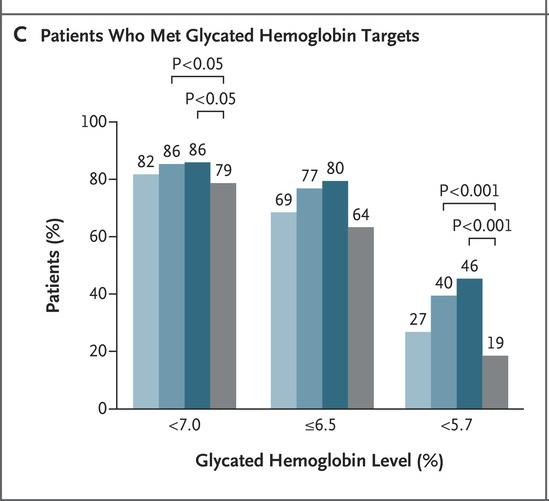 C Patients Who Met Glycated Hemoglobin Targets
P<0.05
P<0.05
100
80
60
40
20
0
Patients (%)
82 86 86 79
69 77 80 64
P<0.001
P<0.001
27 40 46 19
<7.0 ≤6.5 <5.7
Glycated Hemoglobin Level (%)